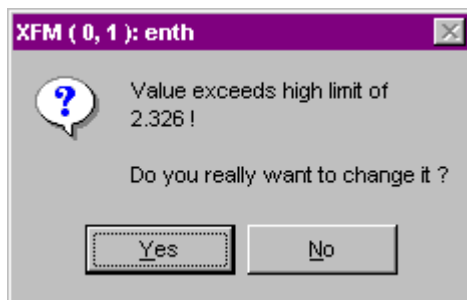 XFM ( 0, 1 ): enth
Value exceeds high limit of
2.326 !
Do you really want to change it ?
Yes
No